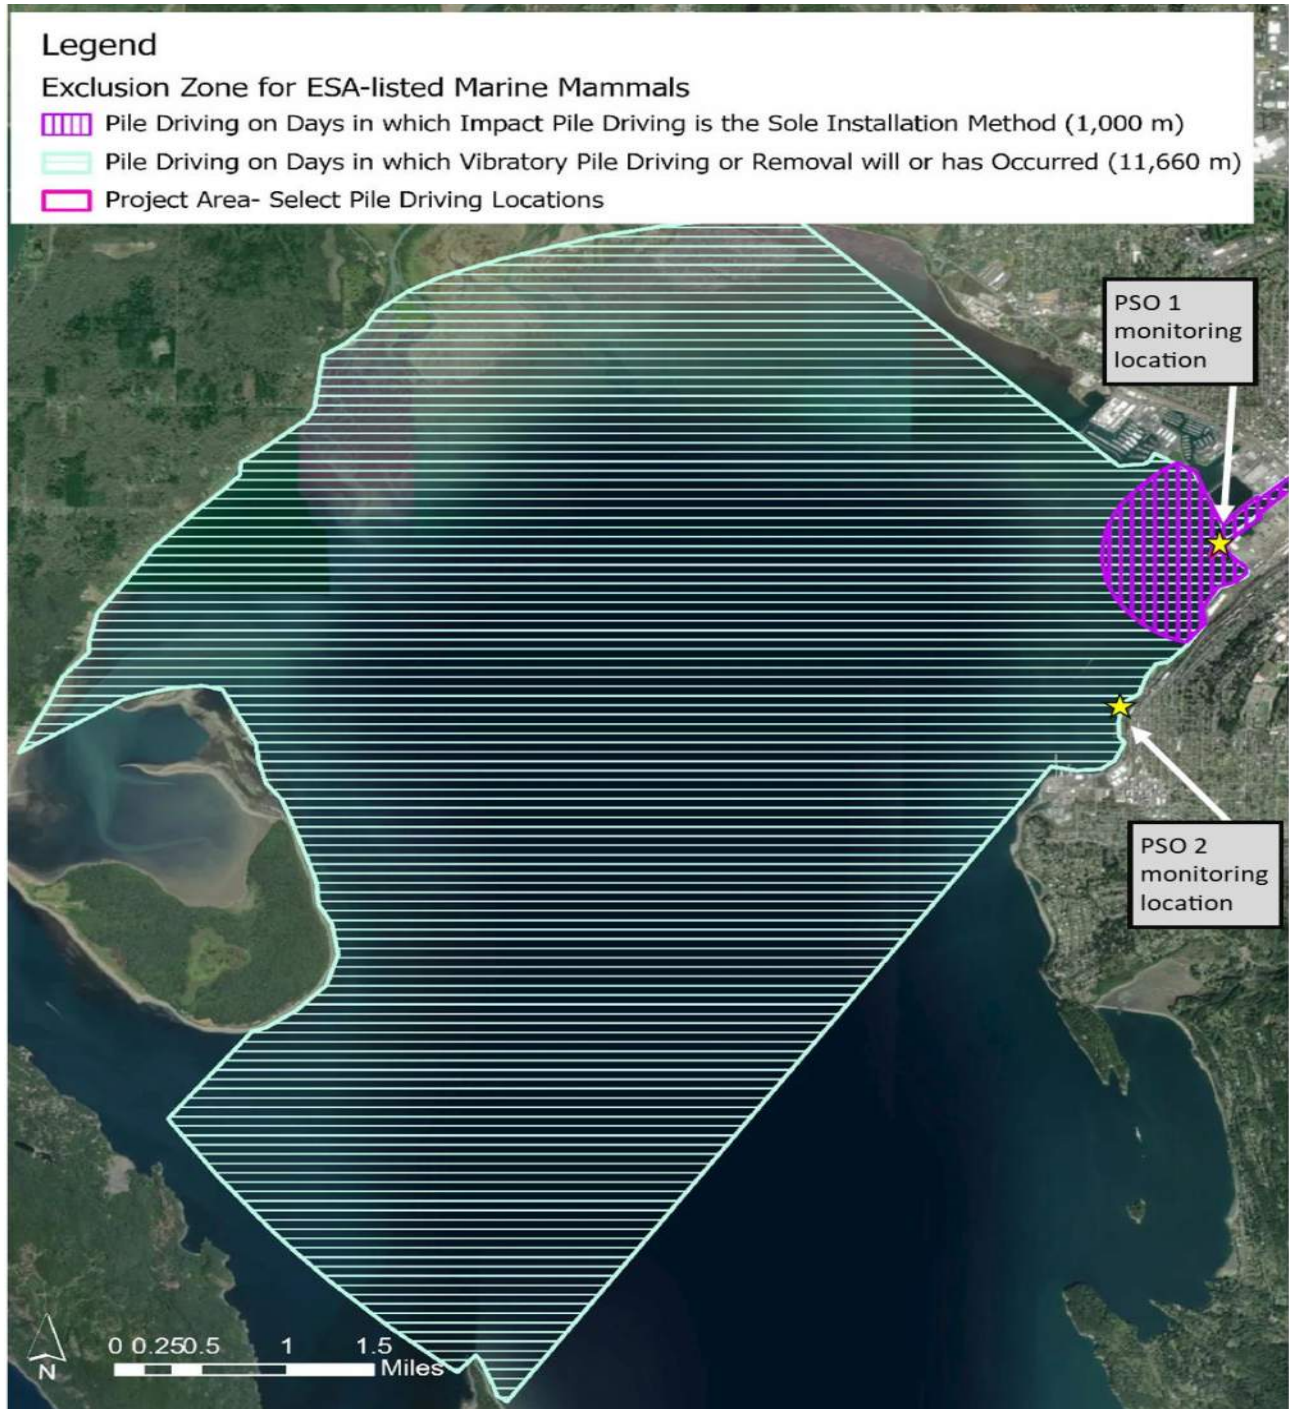 Legend
Exclusion Zone for ESA-listed Marine Mammals
Pile Driving on Days in which Impact Pile Driving is the Sole Installation Method (1,000 m)
Pile Driving on Days in which Vibratory Pile Driving or Removal will or has Occurred (11,660 m)
Project Area- Select Pile Driving Locations
PSO 1
monitoring
location
PSO 2
monitoring
location
0 0.250.5 1 1.5
Miles
N